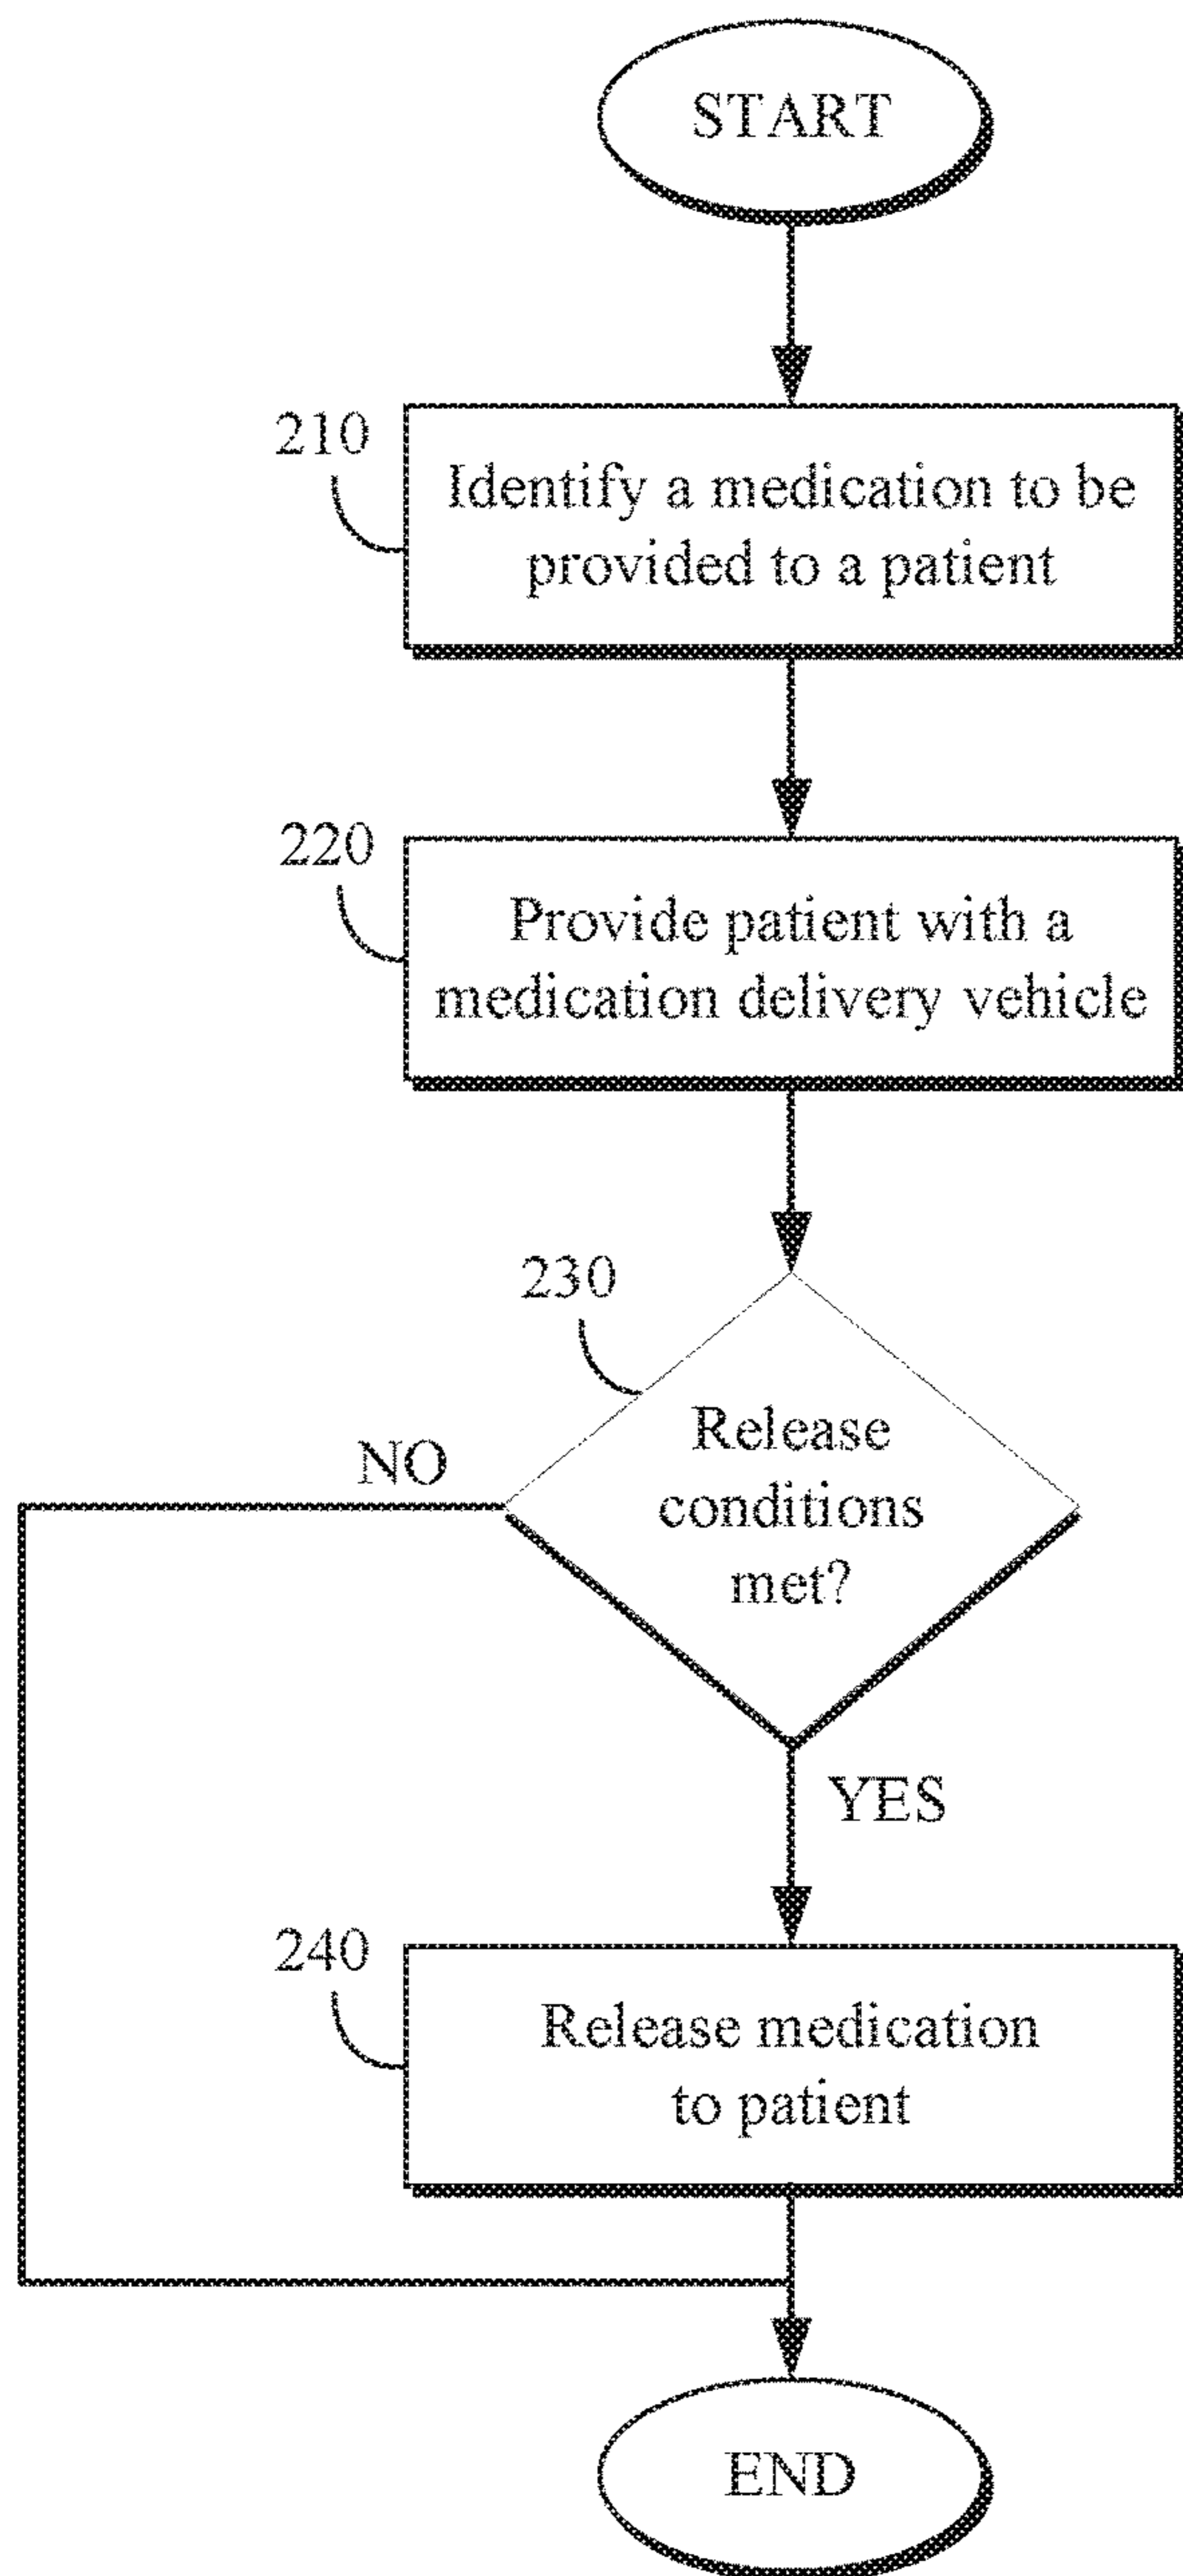 START
210
Identify a medication to be
provided to a patient
220
Provide patient with a
medication delivery vehicle
230
Release
conditions
met?
NO
YES
240
Release medication
to patient
END